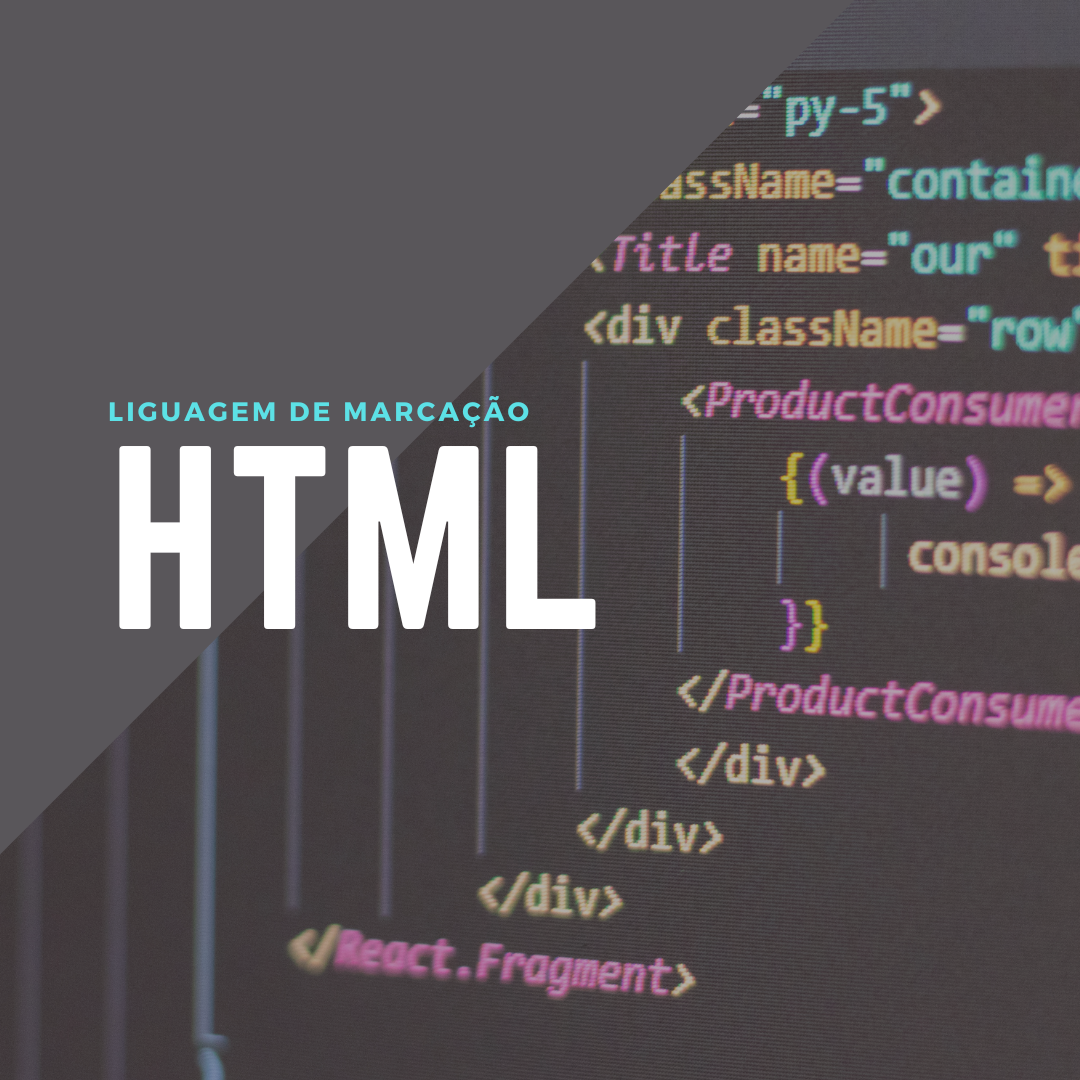 ="py-5">
assName="containe
<Title name="our" ti
<div className="row"
LIGUAGEM DE MARCAÇÃO
HTML
<ProductConsumer
{(value) =>
console
}}
</ProductConsume
</div>
</div>
</div>
</React.Fragment>